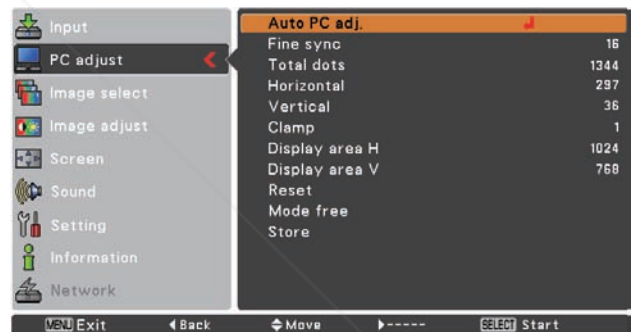 Input
PC adjust
Image select
Image adjust
Screen
Sound
Setting
Information
Network
Auto PC adj.
Fine sync 16
Total dots 1344
Horizontal 297
Vertical 36
Clamp 1
Display area H 1024
Display area V 768
Reset
Mode free
Store
MENU Exit Back Move ----- SELECT Start